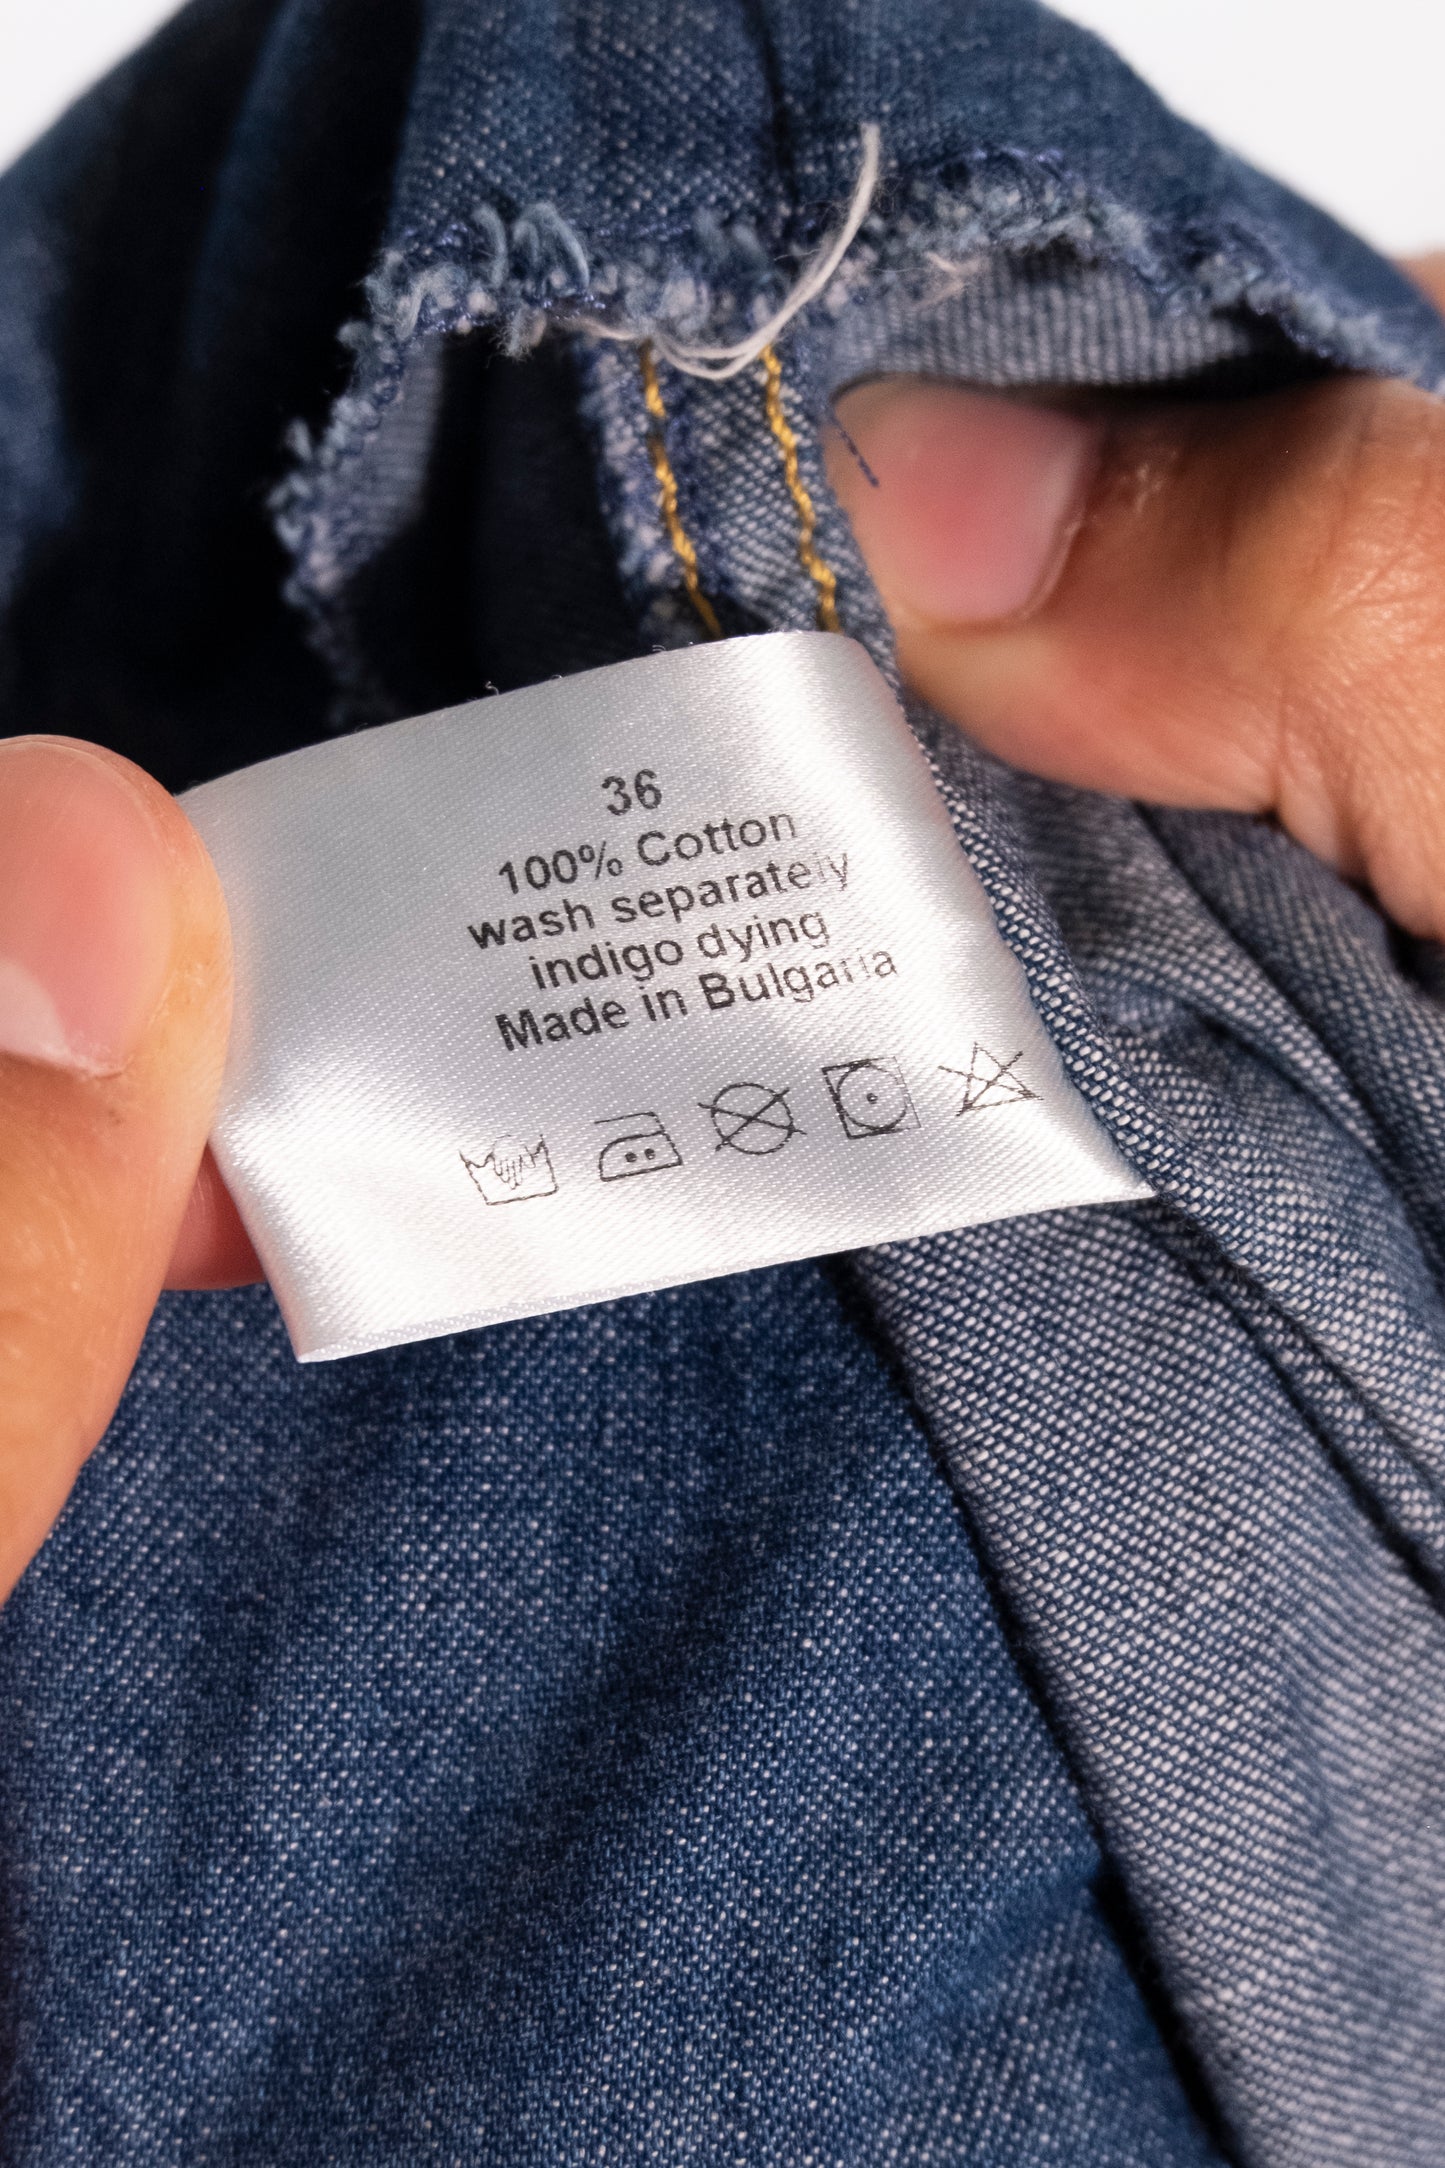 36
100% Cotton
wash separately
indigo dying
Made in Bulgaria